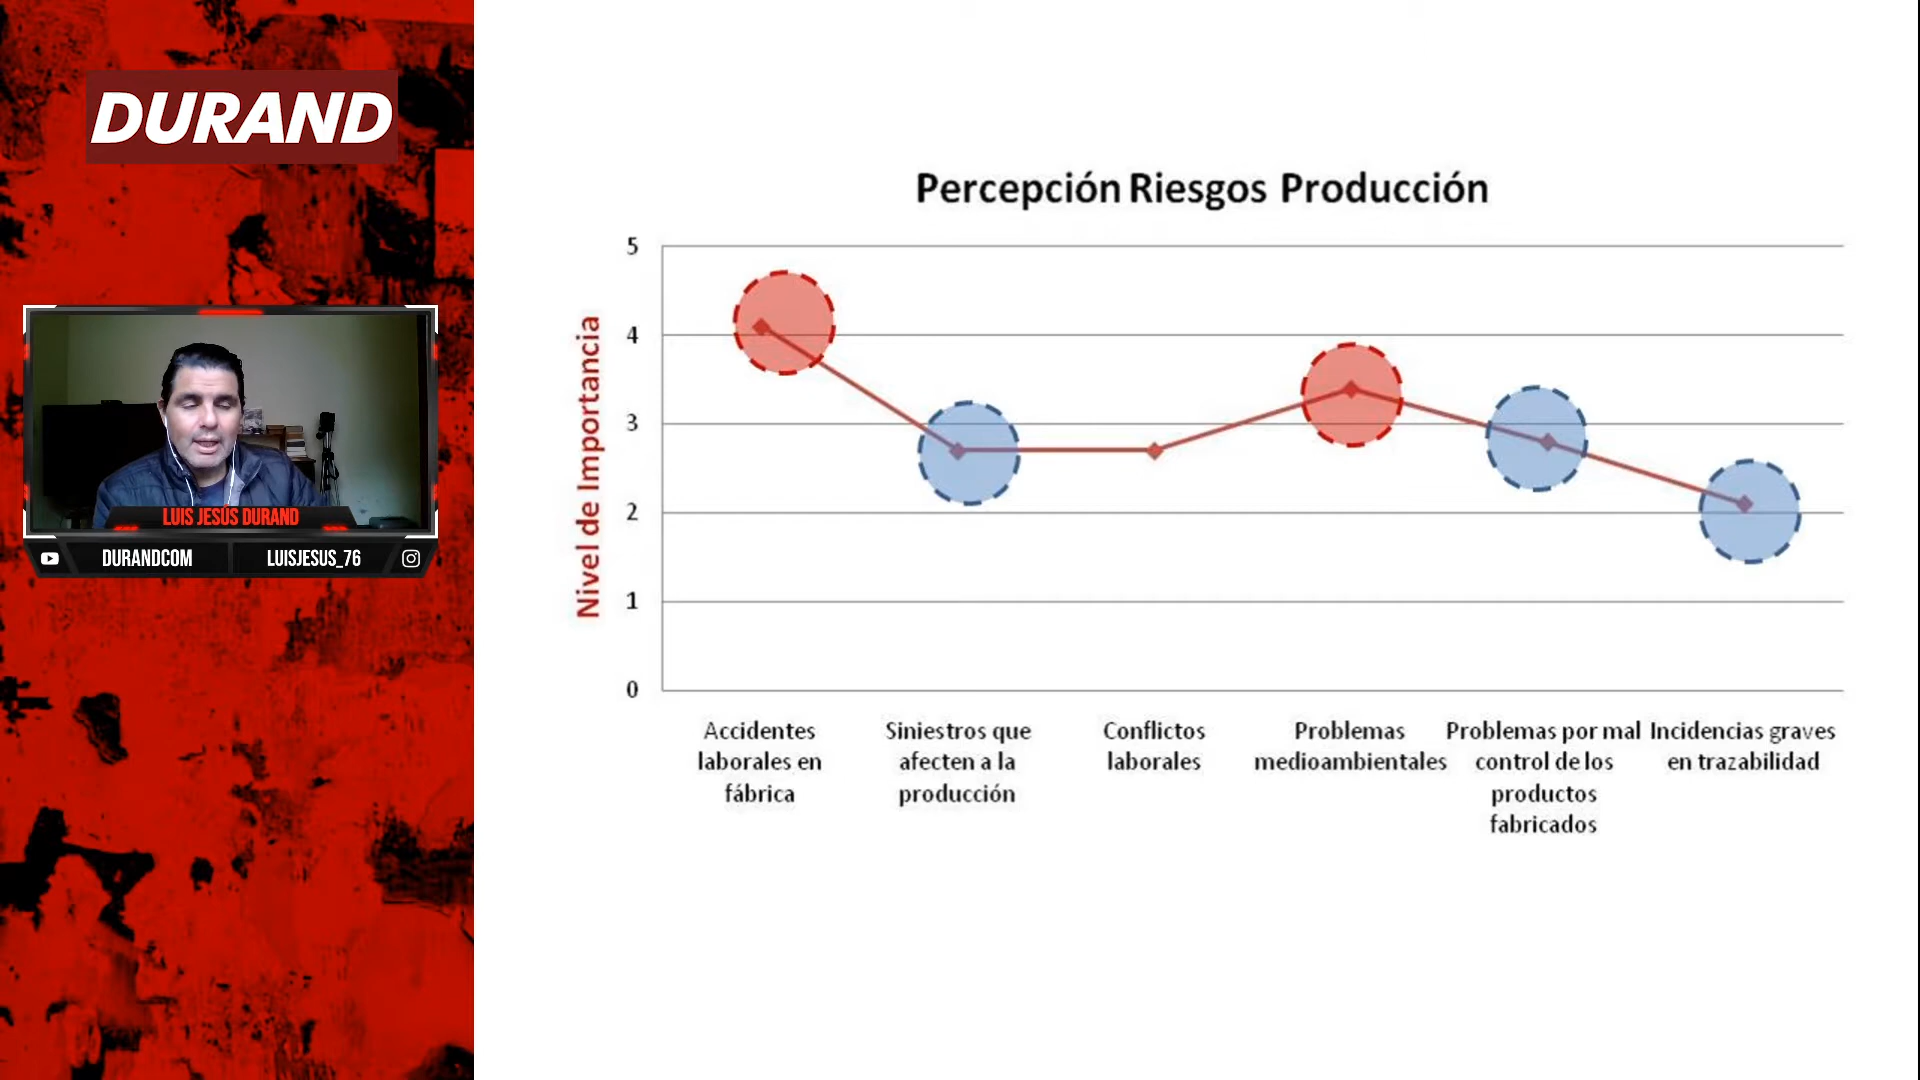 DURAND
LUIS JESÚS DURAND
DURANDCOM
LUISJESUS_76
Percepción Riesgos Producción
Nivel de Importancia
5
4
3
2
1
0
Accidentes
laborales en
fábrica
Siniestros que
afecten a la
producción
Conflictos
laborales
Problemas
medioambientales
Problemas por mal
control de los
productos
fabricados
Incidencias graves
en trazabilidad